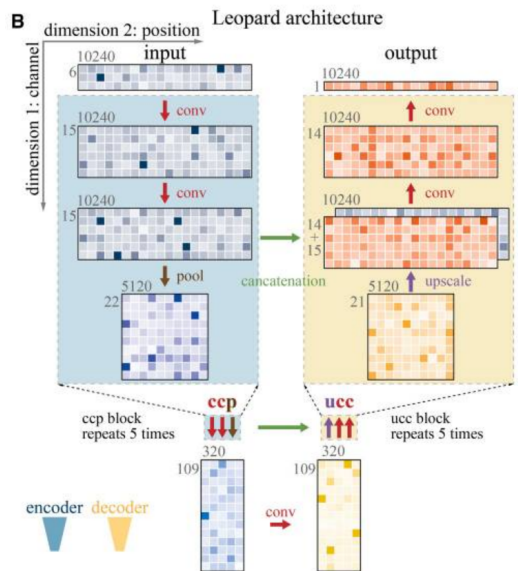 B
Leopard architecture
dimension 2: position
dimension 1: channel
input
10240
6
conv
10240
15
conv
10240
15
pool
5120
22
cancatenation
output
10240
1
conv
10240
14
conv
10240
14
+
15
upscale
5120
21
ccp block
repeats 5 times
ccp
ucc
ucc block
repeats 5 times
320
109
conv
320
109
encoder
decoder